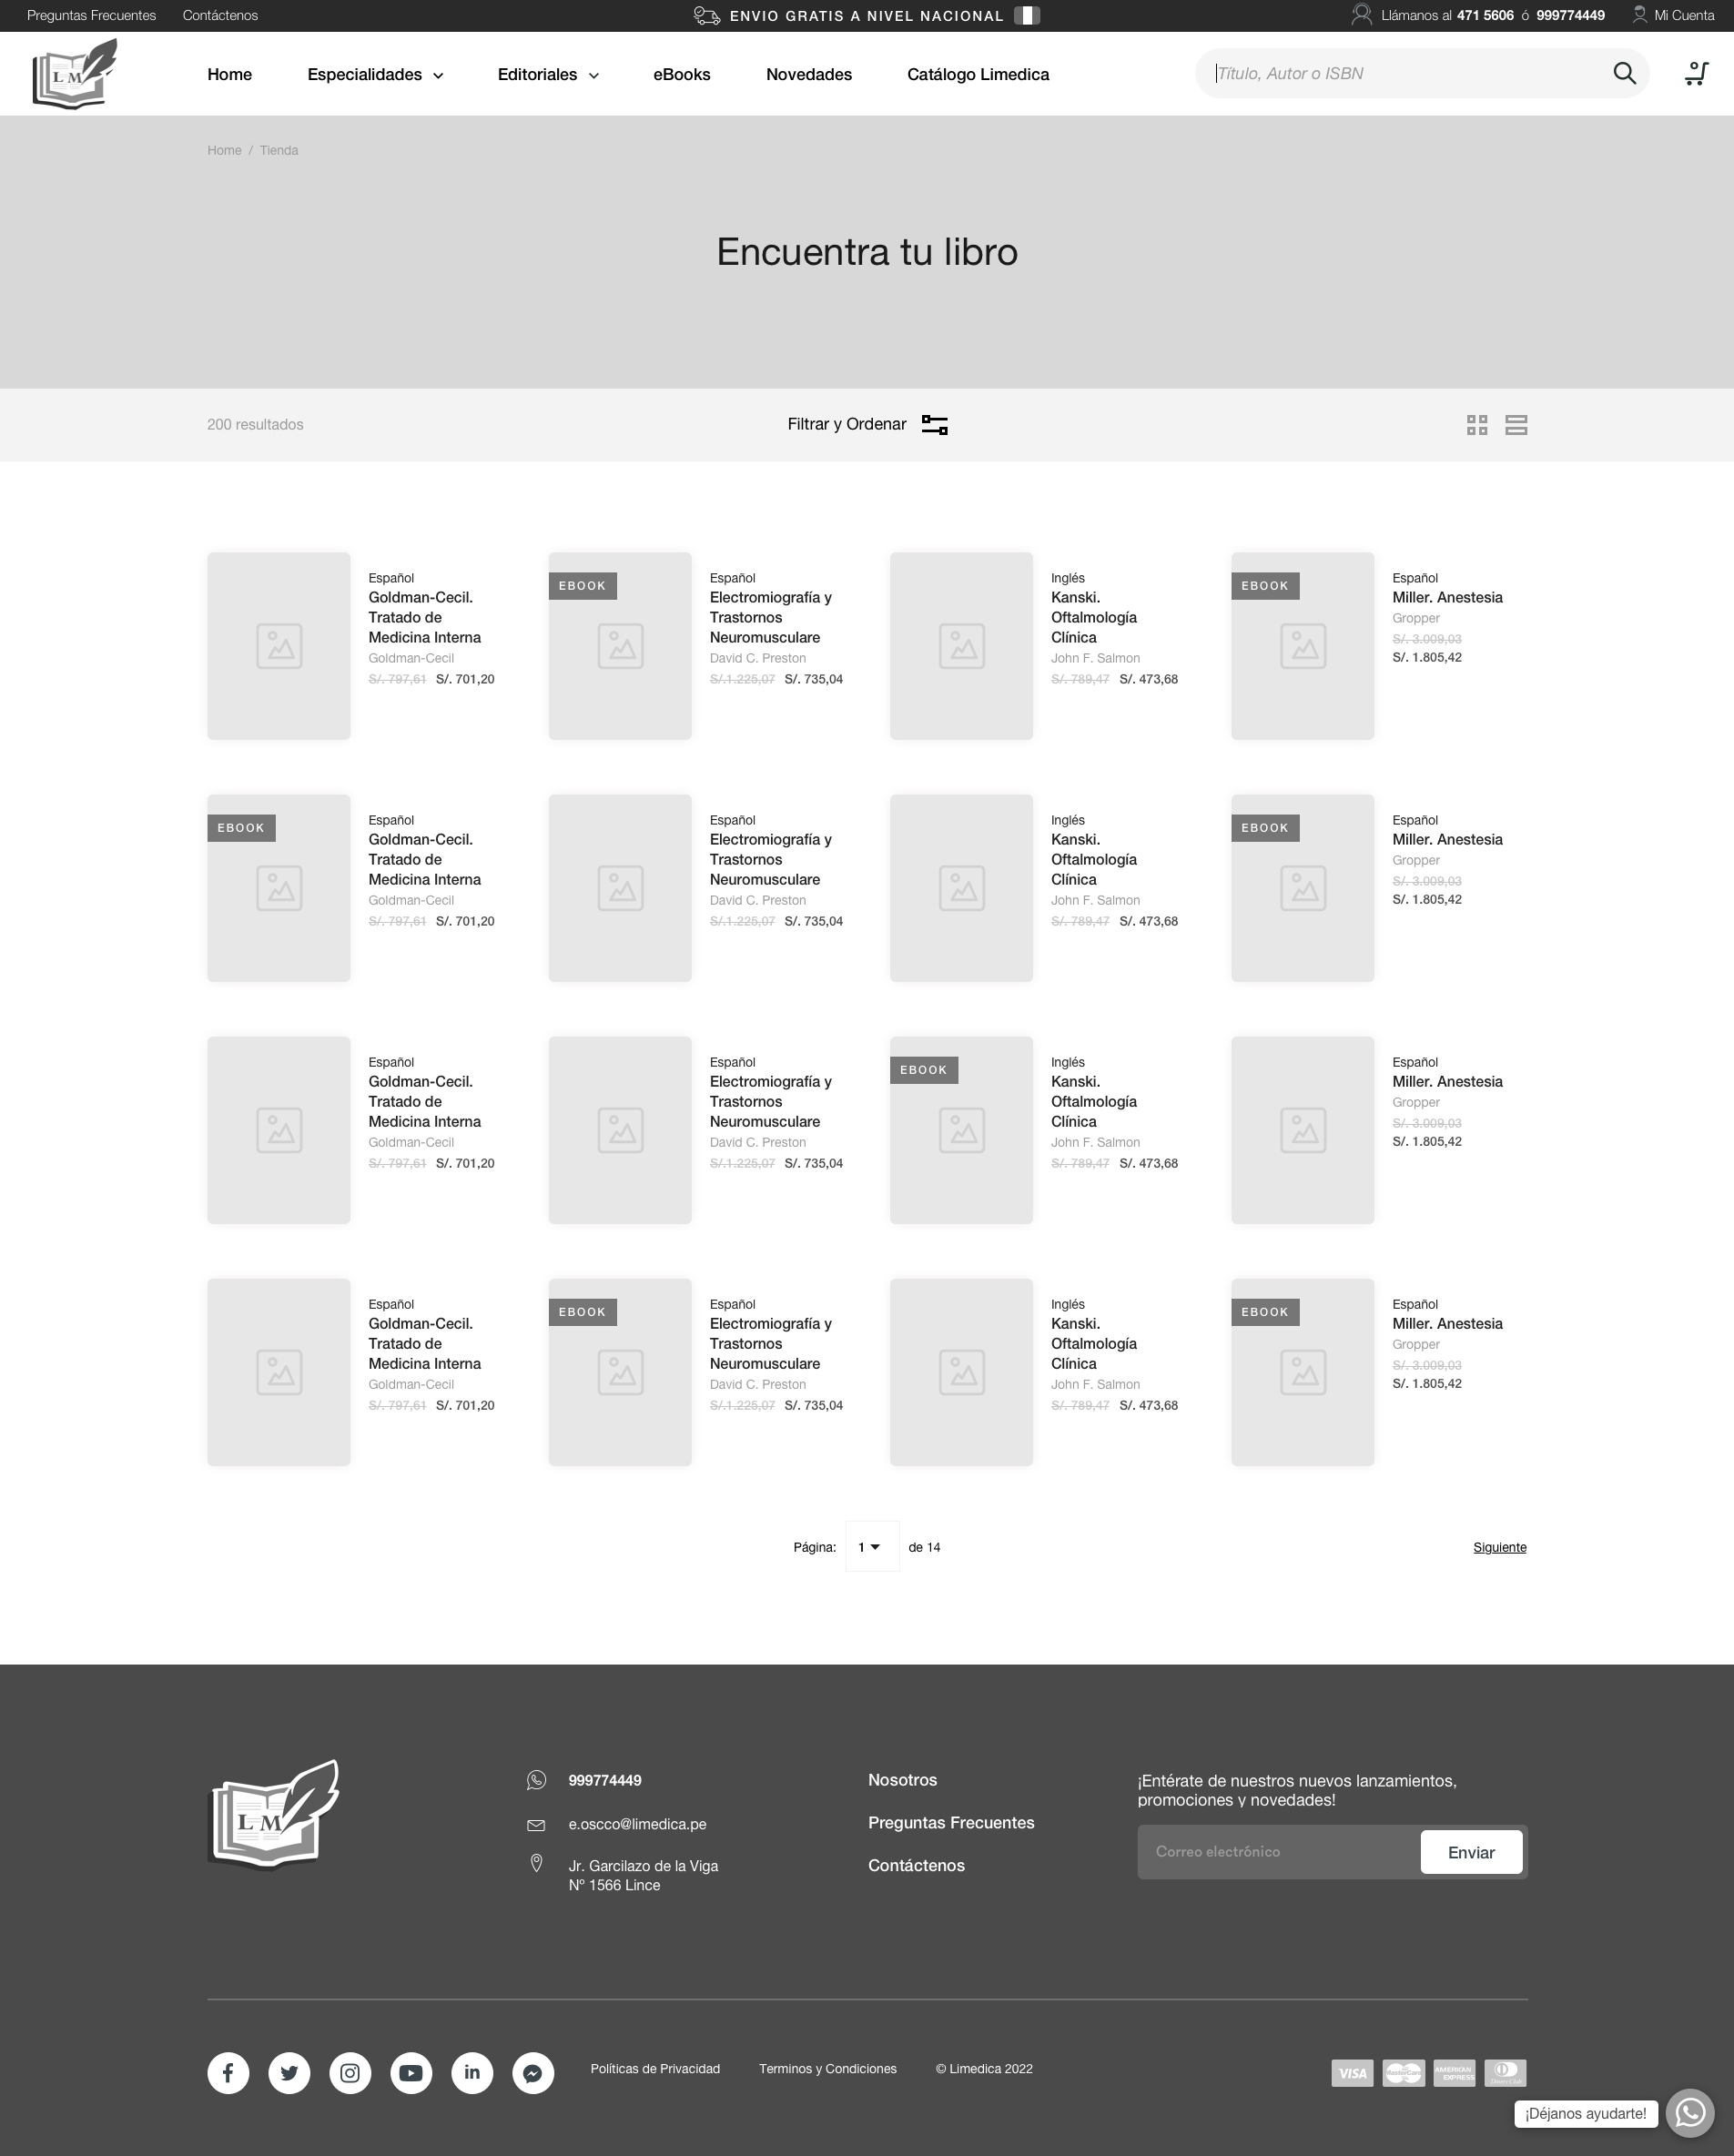 Preguntas Frecuentes
Contáctenos
ENVIO GRATIS A NIVEL NACIONAL
Llámanos al 471 5606 ó 999774449
Mi Cuenta
L M
Home
Especialidades
Editoriales
eBooks
Novedades
Catálogo Limedica
Título, Autor o ISBN
Home / Tienda
Encuentra tu libro
200 resultados
Filtrar y Ordenar
Español
Goldman-Cecil.
Tratado de
Medicina Interna
Goldman-Cecil
S/. 797,61 S/. 701,20
EBOOK
Español
Electromiografía y
Trastornos
Neuromusculare
David C. Preston
S/.1.225,07 S/. 735,04
Inglés
Kanski.
Oftalmología
Clínica
John F. Salmon
S/. 789,47 S/. 473,68
EBOOK
Español
Miller. Anestesia
Gropper
S/. 3.009,03
S/. 1.805,42
EBOOK
Español
Goldman-Cecil.
Tratado de
Medicina Interna
Goldman-Cecil
S/. 797,61 S/. 701,20
Español
Electromiografía y
Trastornos
Neuromusculare
David C. Preston
S/.1.225,07 S/. 735,04
Inglés
Kanski.
Oftalmología
Clínica
John F. Salmon
S/. 789,47 S/. 473,68
EBOOK
Español
Miller. Anestesia
Gropper
S/. 3.009,03
S/. 1.805,42
Español
Goldman-Cecil.
Tratado de
Medicina Interna
Goldman-Cecil
S/. 797,61 S/. 701,20
Español
Electromiografía y
Trastornos
Neuromusculare
David C. Preston
S/.1.225,07 S/. 735,04
EBOOK
Inglés
Kanski.
Oftalmología
Clínica
John F. Salmon
S/. 789,47 S/. 473,68
Español
Miller. Anestesia
Gropper
S/. 3.009,03
S/. 1.805,42
Español
Goldman-Cecil.
Tratado de
Medicina Interna
Goldman-Cecil
S/. 797,61 S/. 701,20
EBOOK
Español
Electromiografía y
Trastornos
Neuromusculare
David C. Preston
S/.1.225,07 S/. 735,04
Inglés
Kanski.
Oftalmología
Clínica
John F. Salmon
S/. 789,47 S/. 473,68
EBOOK
Español
Miller. Anestesia
Gropper
S/. 3.009,03
S/. 1.805,42
Página: 1 de 14
Siguiente
L M
999774449
e.oscco@limedica.pe
Jr. Garcilazo de la Viga
Nº 1566 Lince
Nosotros
Preguntas Frecuentes
Contáctenos
¡Entérate de nuestros nuevos lanzamientos,
promociones y novedades!
Correo electrónico
Enviar
Políticas de Privacidad
Terminos y Condiciones
© Limedica 2022
VISA
MasterCard
AMERICAN
EXPRESS
Diners Club
¡Déjanos ayudarte!